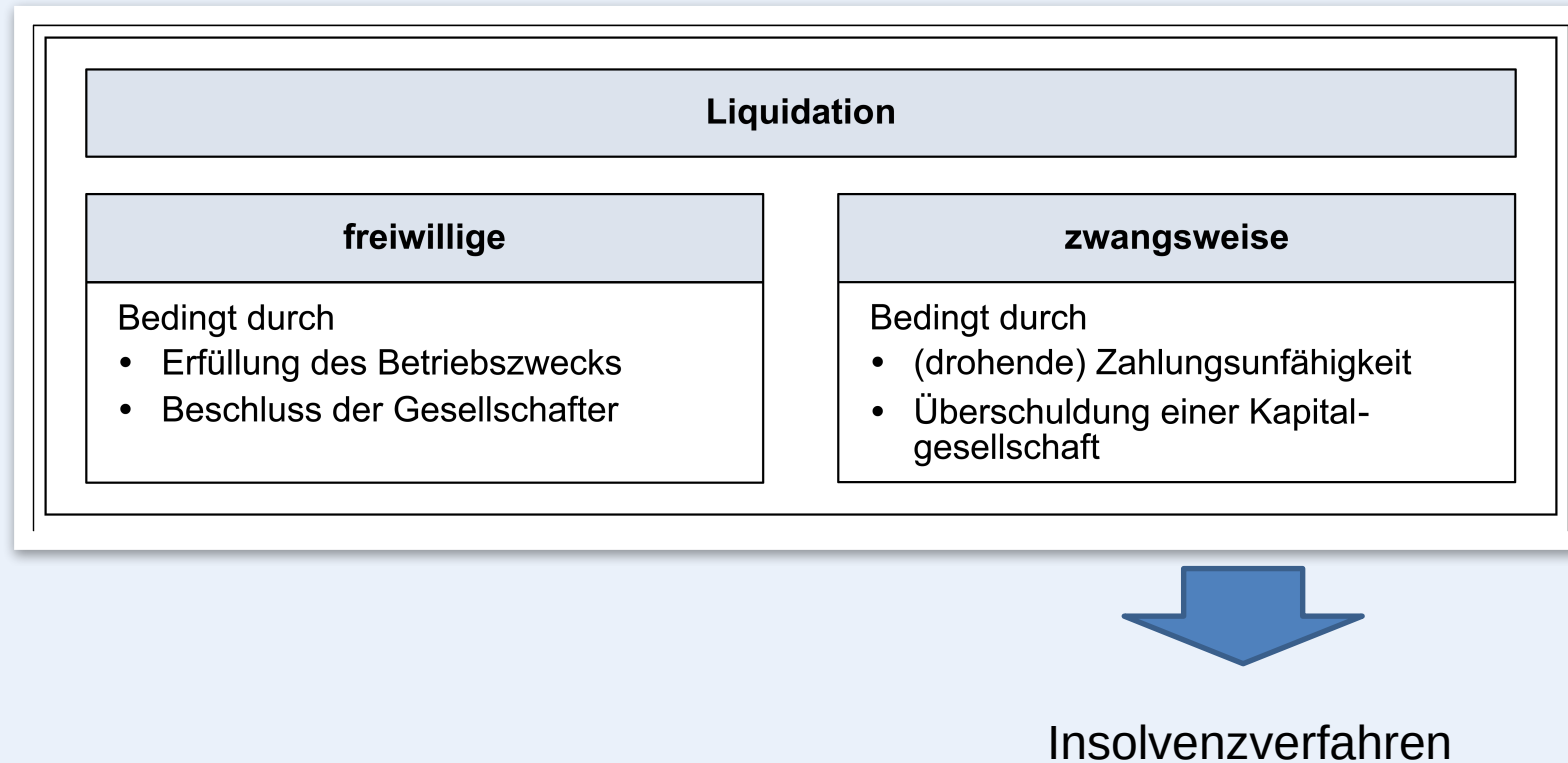 Liquidation
freiwillige
Bedingt durch
• Erfüllung des Betriebszwecks
• Beschluss der Gesellschafter
zwangsweise
Bedingt durch
• (drohende) Zahlungsunfähigkeit
• Überschuldung einer Kapital-
gesellschaft
Insolvenzverfahren